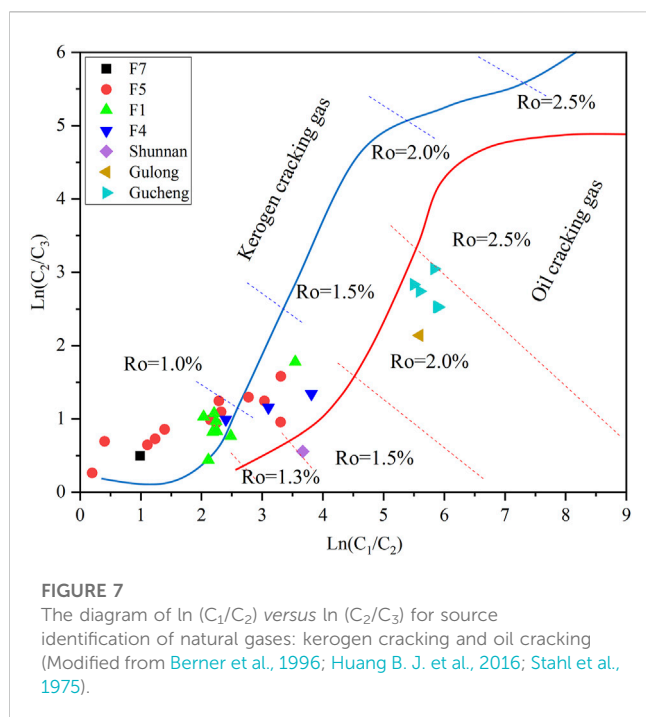 6
5
4
3
2
1
0
Ln(C₂/C₃)
F7
F5
F1
F4
Shunnan
Gulong
Gucheng
Kerogen cracking gas
Oil cracking gas
Ro=2.5%
Ro=2.0%
Ro=2.5%
Ro=1.5%
Ro=1.0%
Ro=2.0%
Ro=1.5%
Ro=1.3%
0 1 2 3 4 5 6 7 8 9
Ln(C₁/C₂)
FIGURE 7
The diagram of ln (C₁/C₂) versus ln (C₂/C₃) for source
identification of natural gases: kerogen cracking and oil cracking
(Modified from Berner et al., 1996; Huang B. J. et al., 2016; Stahl et al.,
1975).